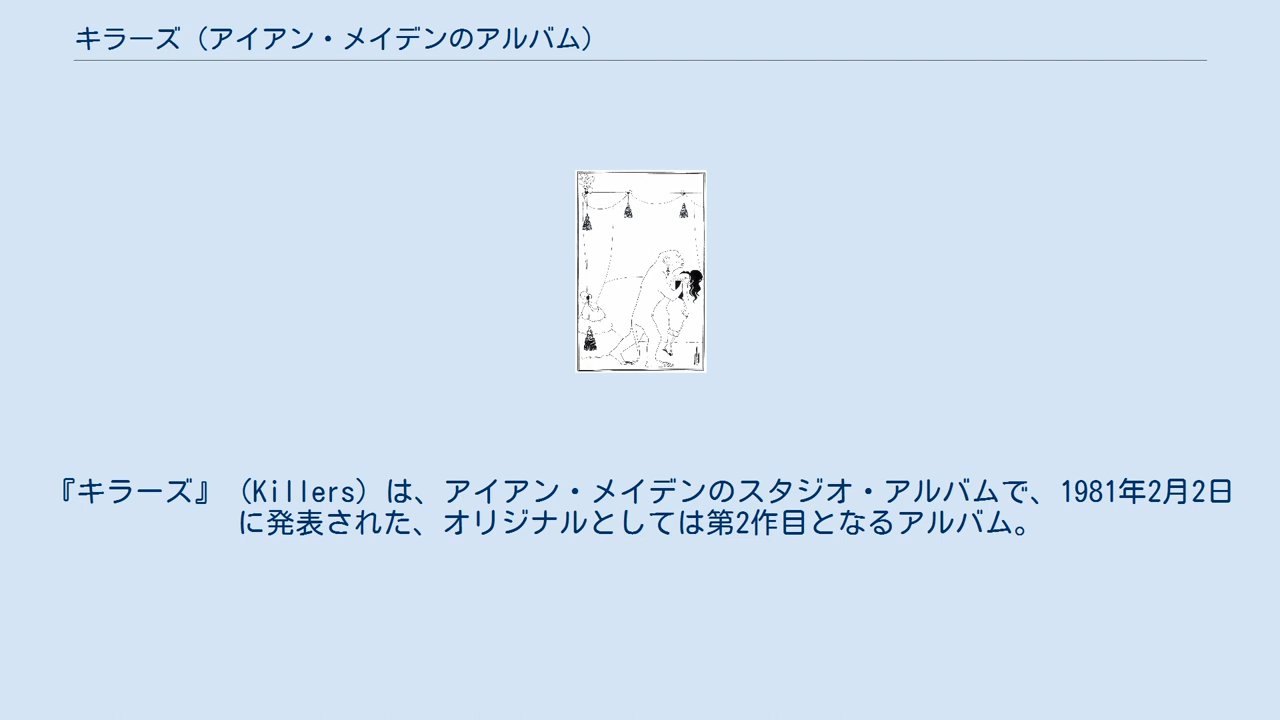 キラーズ（アイアン・メイデンのアルバム）
『キラーズ』（Killers）は、アイアン・メイデンのスタジオ・アルバムで、1981年2月2日
に発表された、オリジナルとしては第2作目となるアルバム。